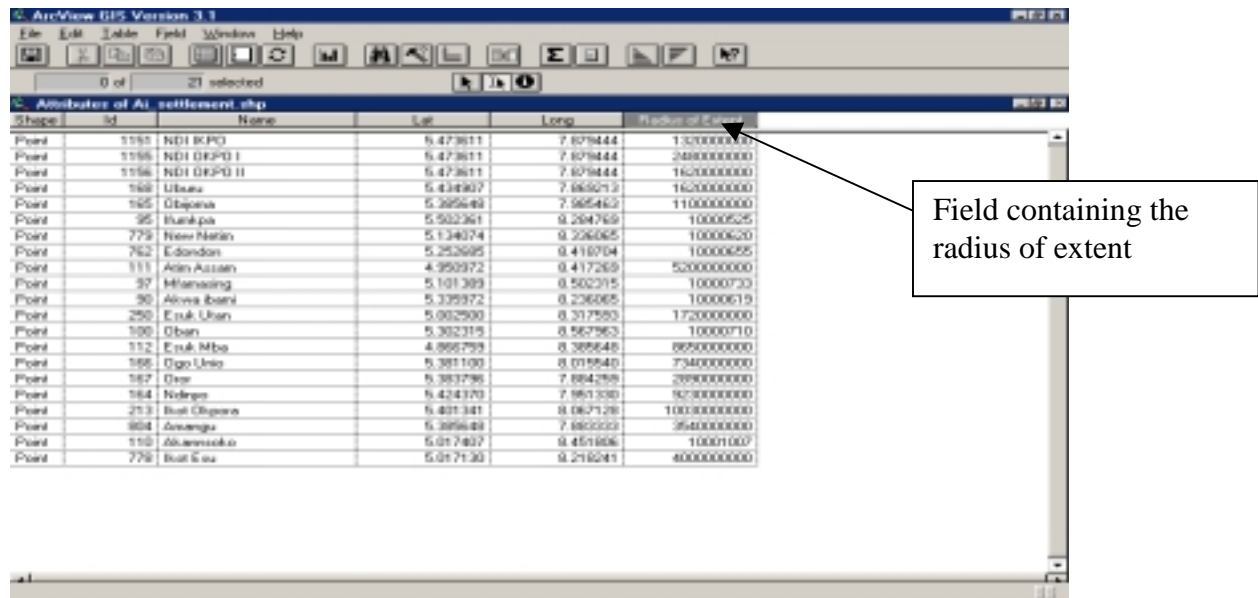 ArcView GIS Version 3.1
File Edit Table Field Window Help
0 of 21 selected
Attributes of Ai_settlement.shp
Shape Id Name Lat Long Radius of Extent
Point 1151 NDI IKPO 5.473611 7.879444 1320000000
Point 1155 NDI OKPO I 5.473611 7.879444 2480000000
Point 1156 NDI OKPO II 5.473611 7.879444 1620000000
Point 168 Uburu 5.434907 7.869213 1620000000
Point 165 Obijoma 5.385648 7.985463 1100000000
Point 95 Ifumkpa 5.502361 8.284769 10000525
Point 779 New Netim 5.134074 8.336065 10000620
Point 762 Edondon 5.252685 8.418704 10000655
Point 111 Atim Assam 4.950972 8.417269 5200000000
Point 97 Mfamosing 5.101389 8.502315 10000733
Point 90 Akwa ibami 5.335972 8.236065 10000619
Point 250 Esuk Utan 5.002500 8.317593 1720000000
Point 100 Oban 5.302315 8.567963 10000710
Point 112 Esuk Mba 4.866759 8.385648 8650000000
Point 166 Ogo Unio 5.381100 8.015540 7340000000
Point 167 5.383796 7.884259 2890000000
Point 164 Ndinpo 5.424370 7.951330 9230000000
Point 213 Ikot Okpora 5.401341 8.067128 10030000000
Point 804 Amangu 5.385648 7.883333 3540000000
Point 110 5.017407 8.451806 10001007
Point 778 Ikot Esu 5.017130 8.218241 4000000000
Field containing the
radius of extent